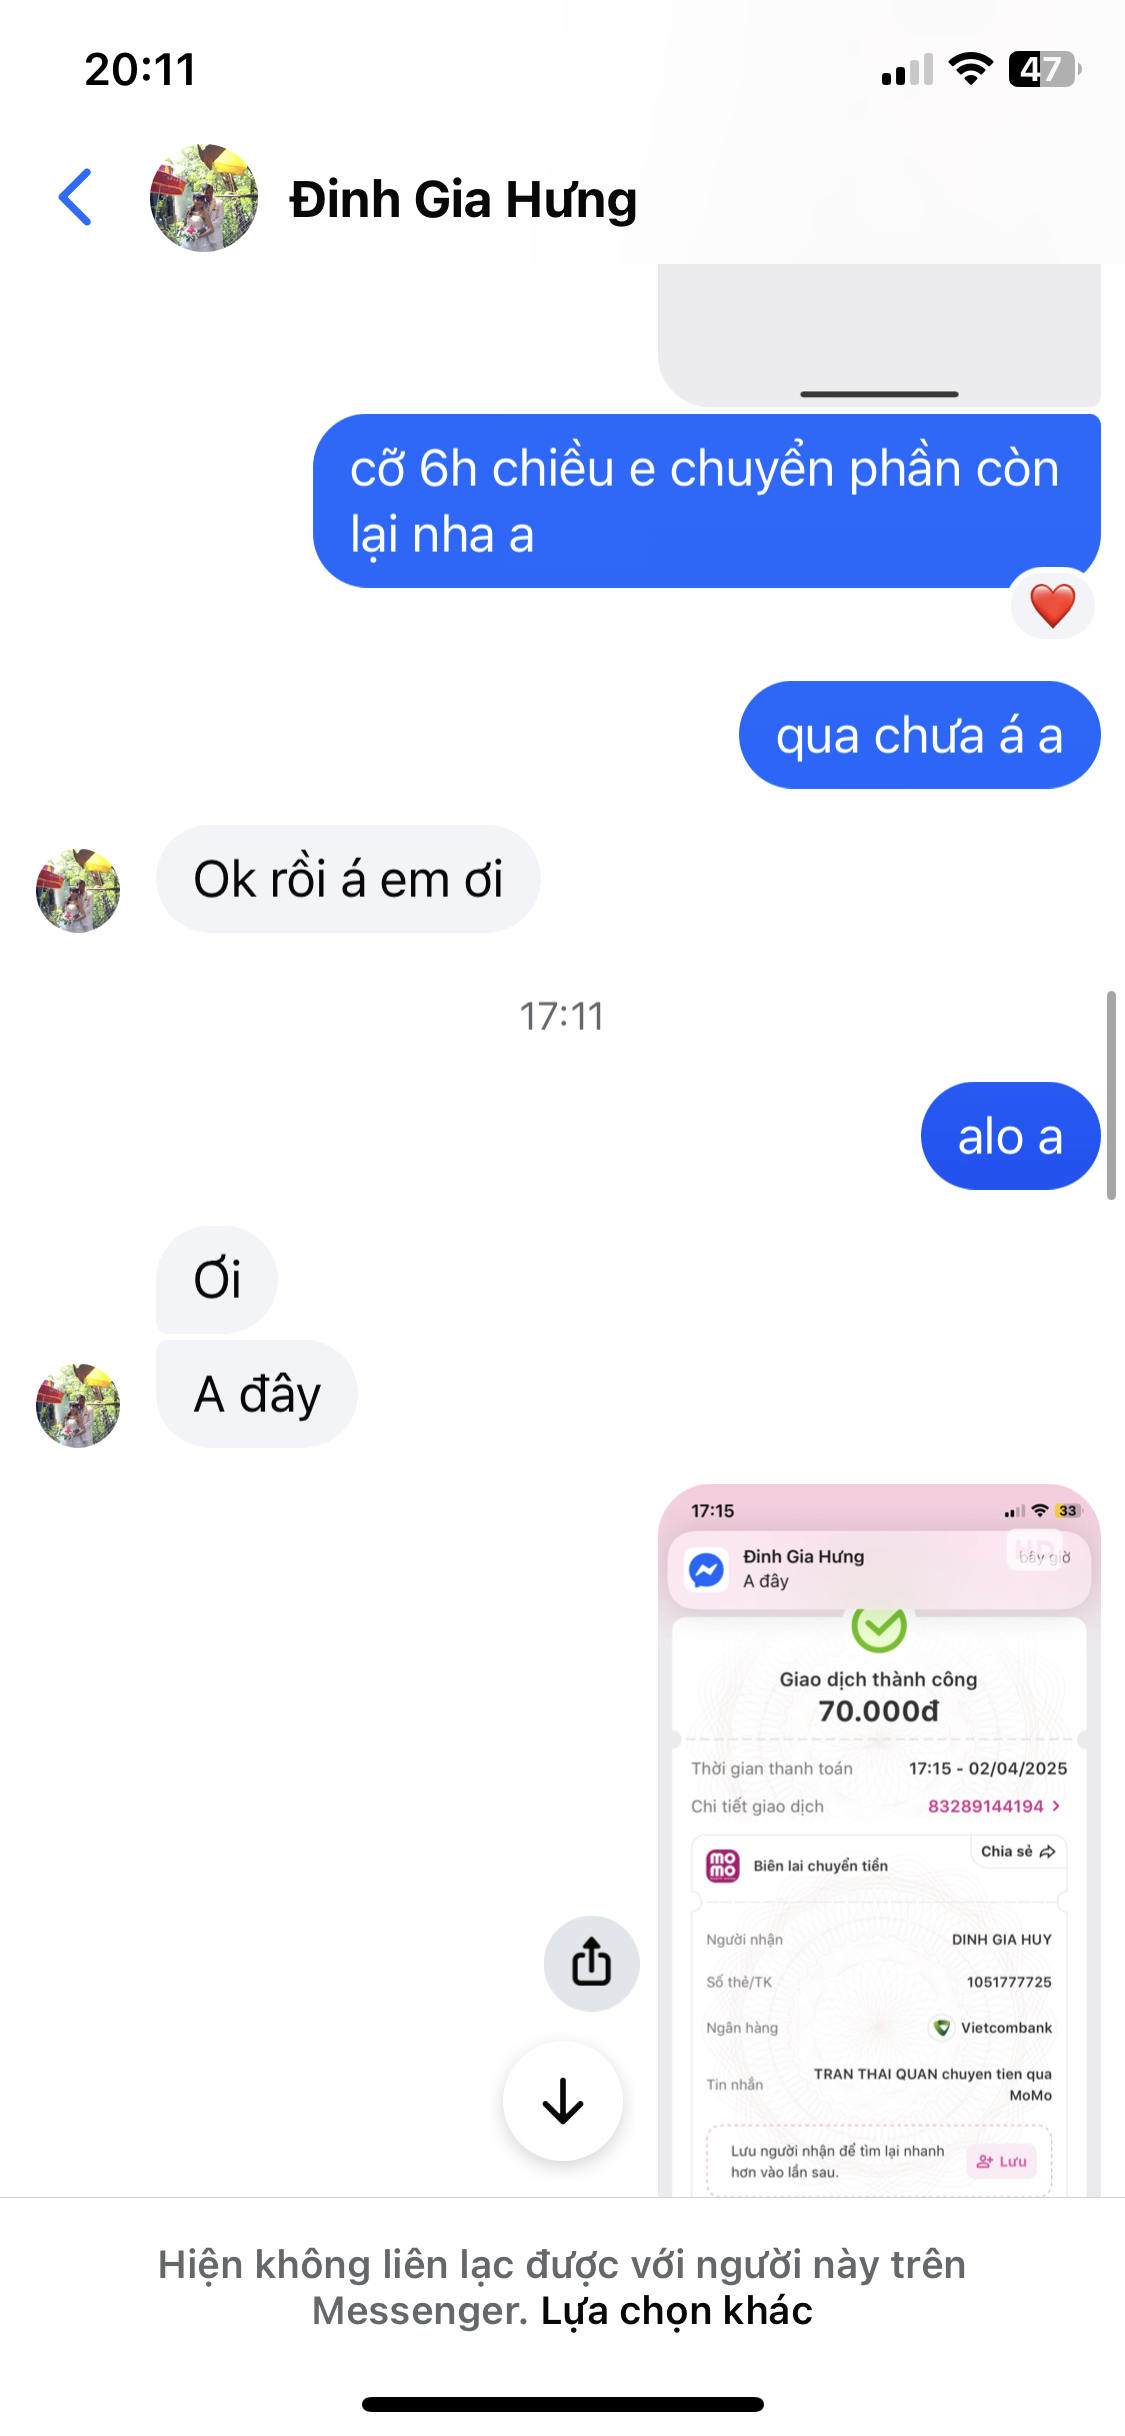 20:11
47
Đinh Gia Hưng
cỡ 6h chiều e chuyển phần còn
lại nha a
qua chưa á a
Ok rồi á em ơi
17:11
alo a
Ơi
A đây
17:15
33
Đinh Gia Hưng
HD
bây giờ
A đây
Giao dịch thành công
70.000đ
Thời gian thanh toán 17:15 - 02/04/2025
Chi tiết giao dịch 83289144194
Chia sẻ
momo
Biên lai chuyển tiền
Người nhận DINH GIA HUY
Số thẻ/TK 1051777725
Ngân hàng Vietcombank
Tin nhắn TRAN THAI QUAN chuyen tien qua
MoMo
Lưu người nhận để tìm lại nhanh
hơn vào lần sau.
Lưu
Hiện không liên lạc được với người này trên
Messenger. Lựa chọn khác